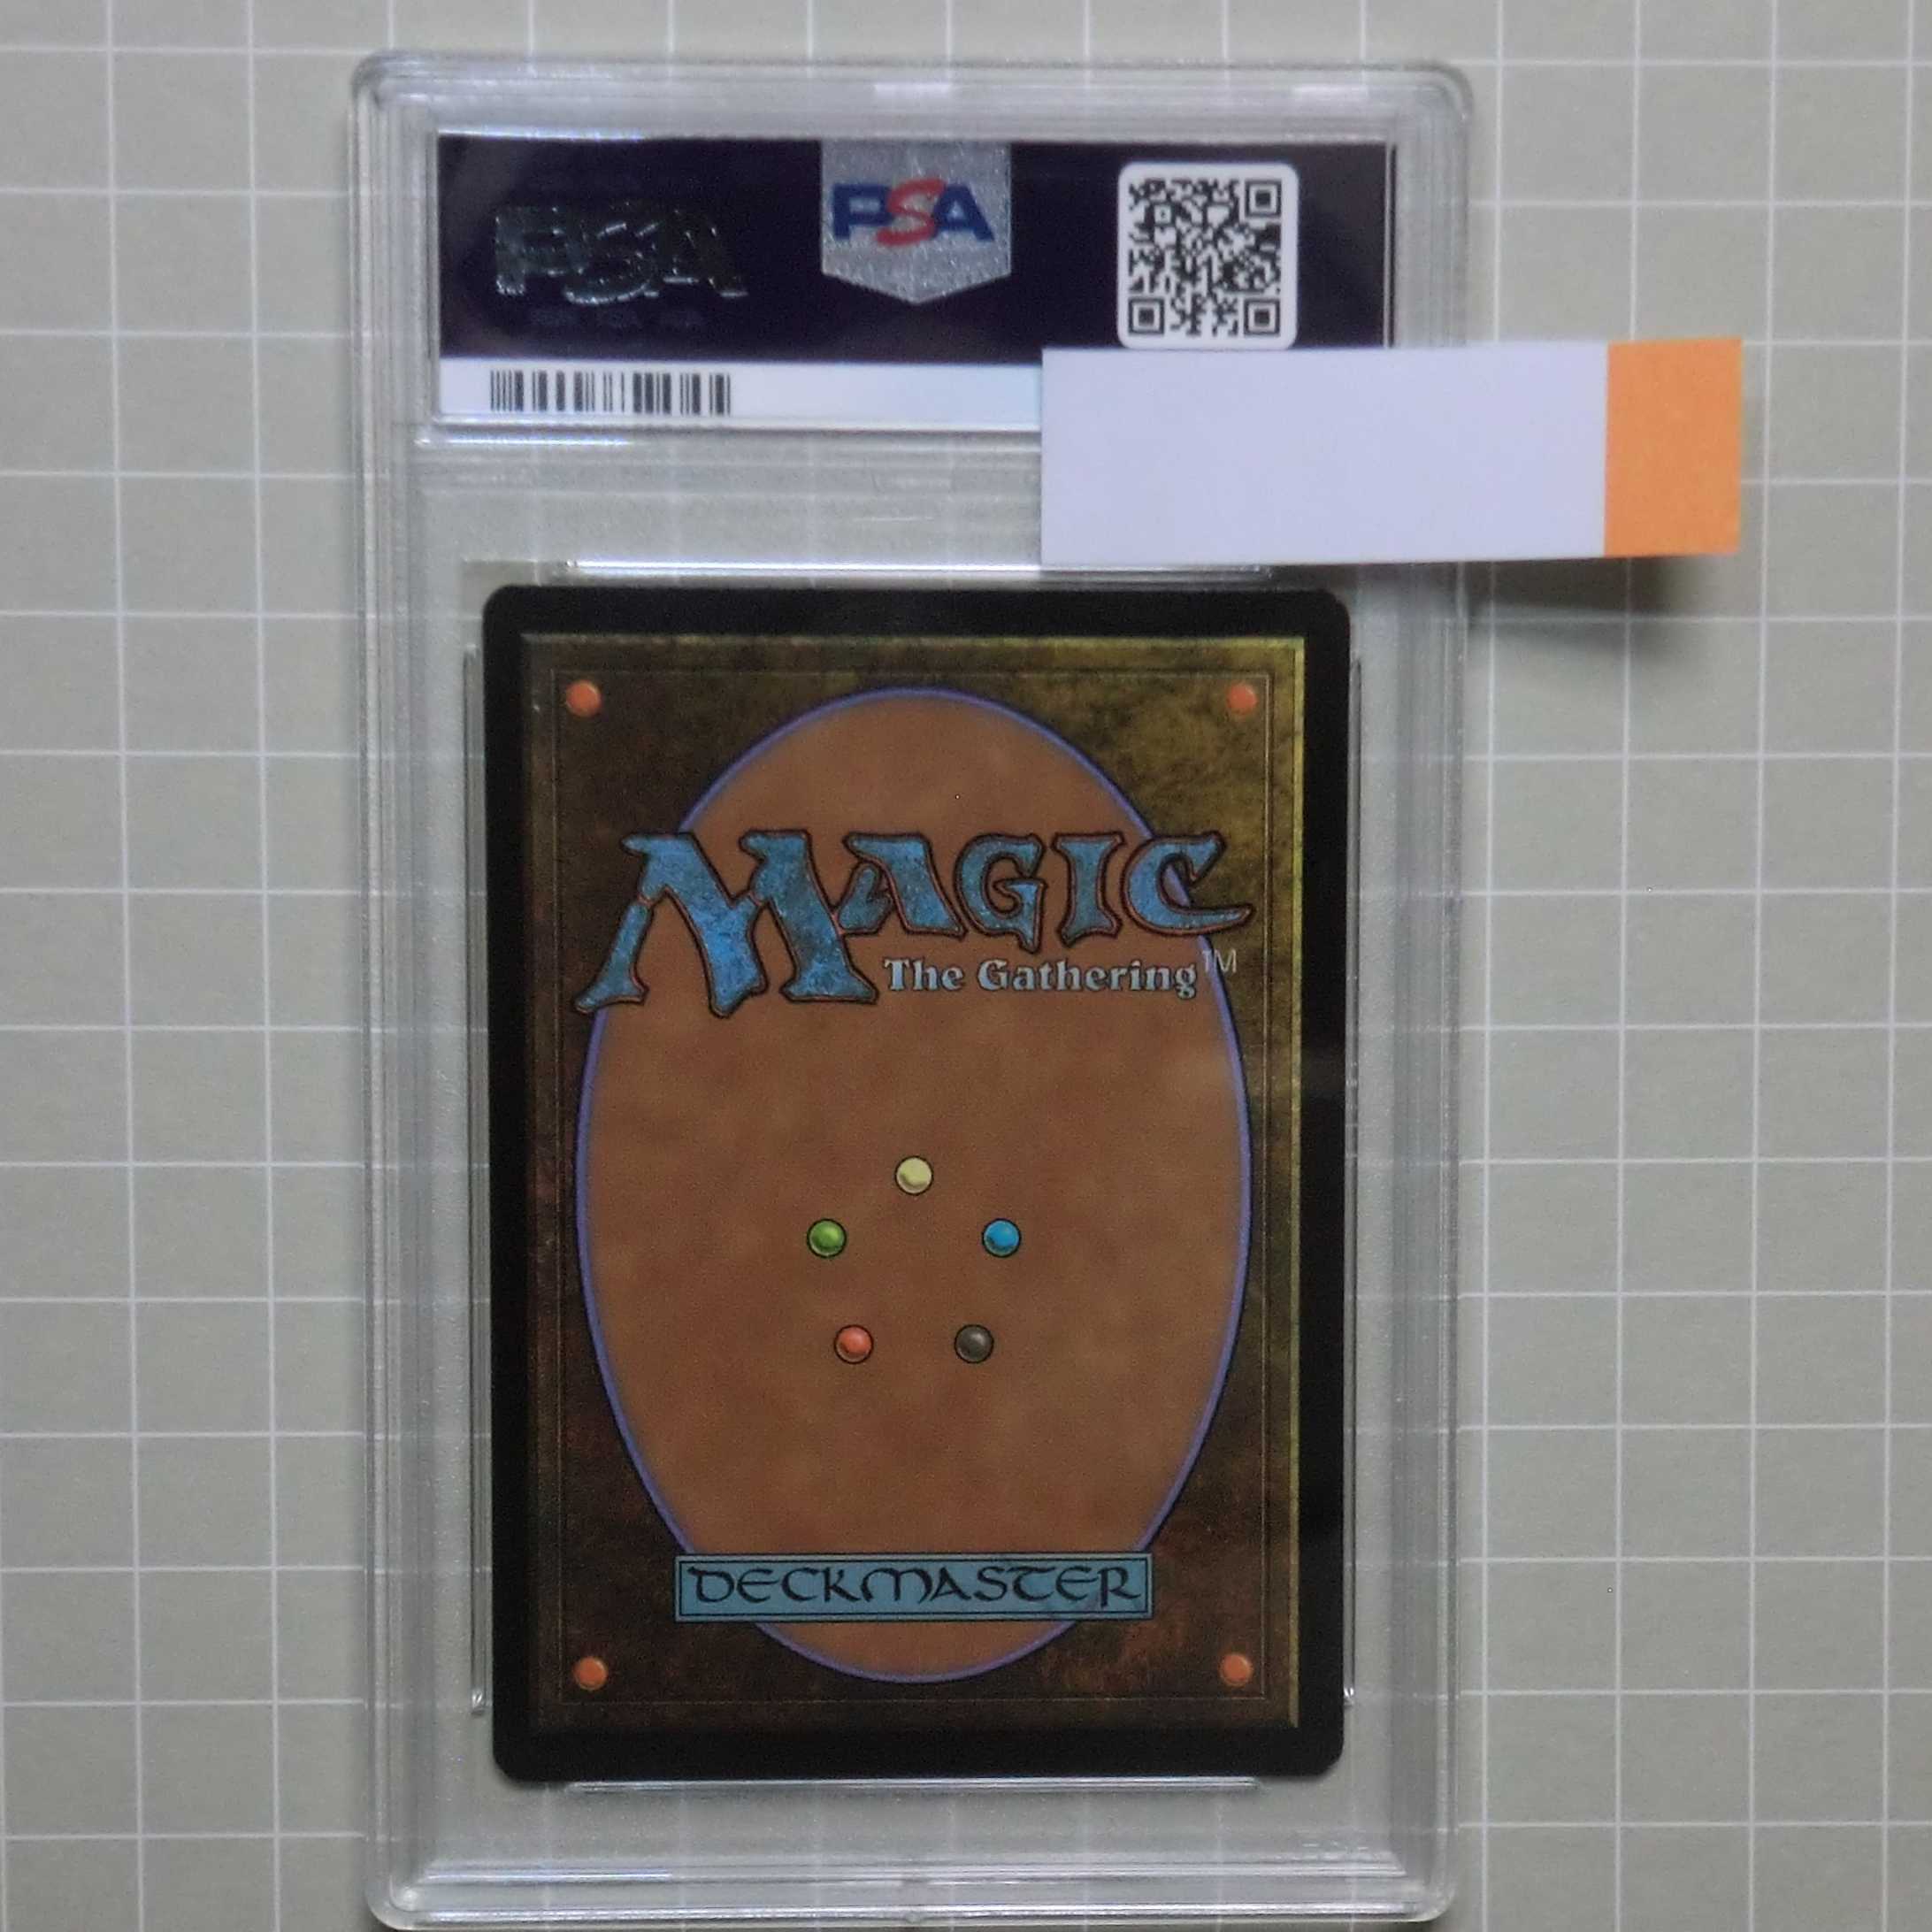 PSA
PSA
MAGIC
The Gathering™
DECKMASTER